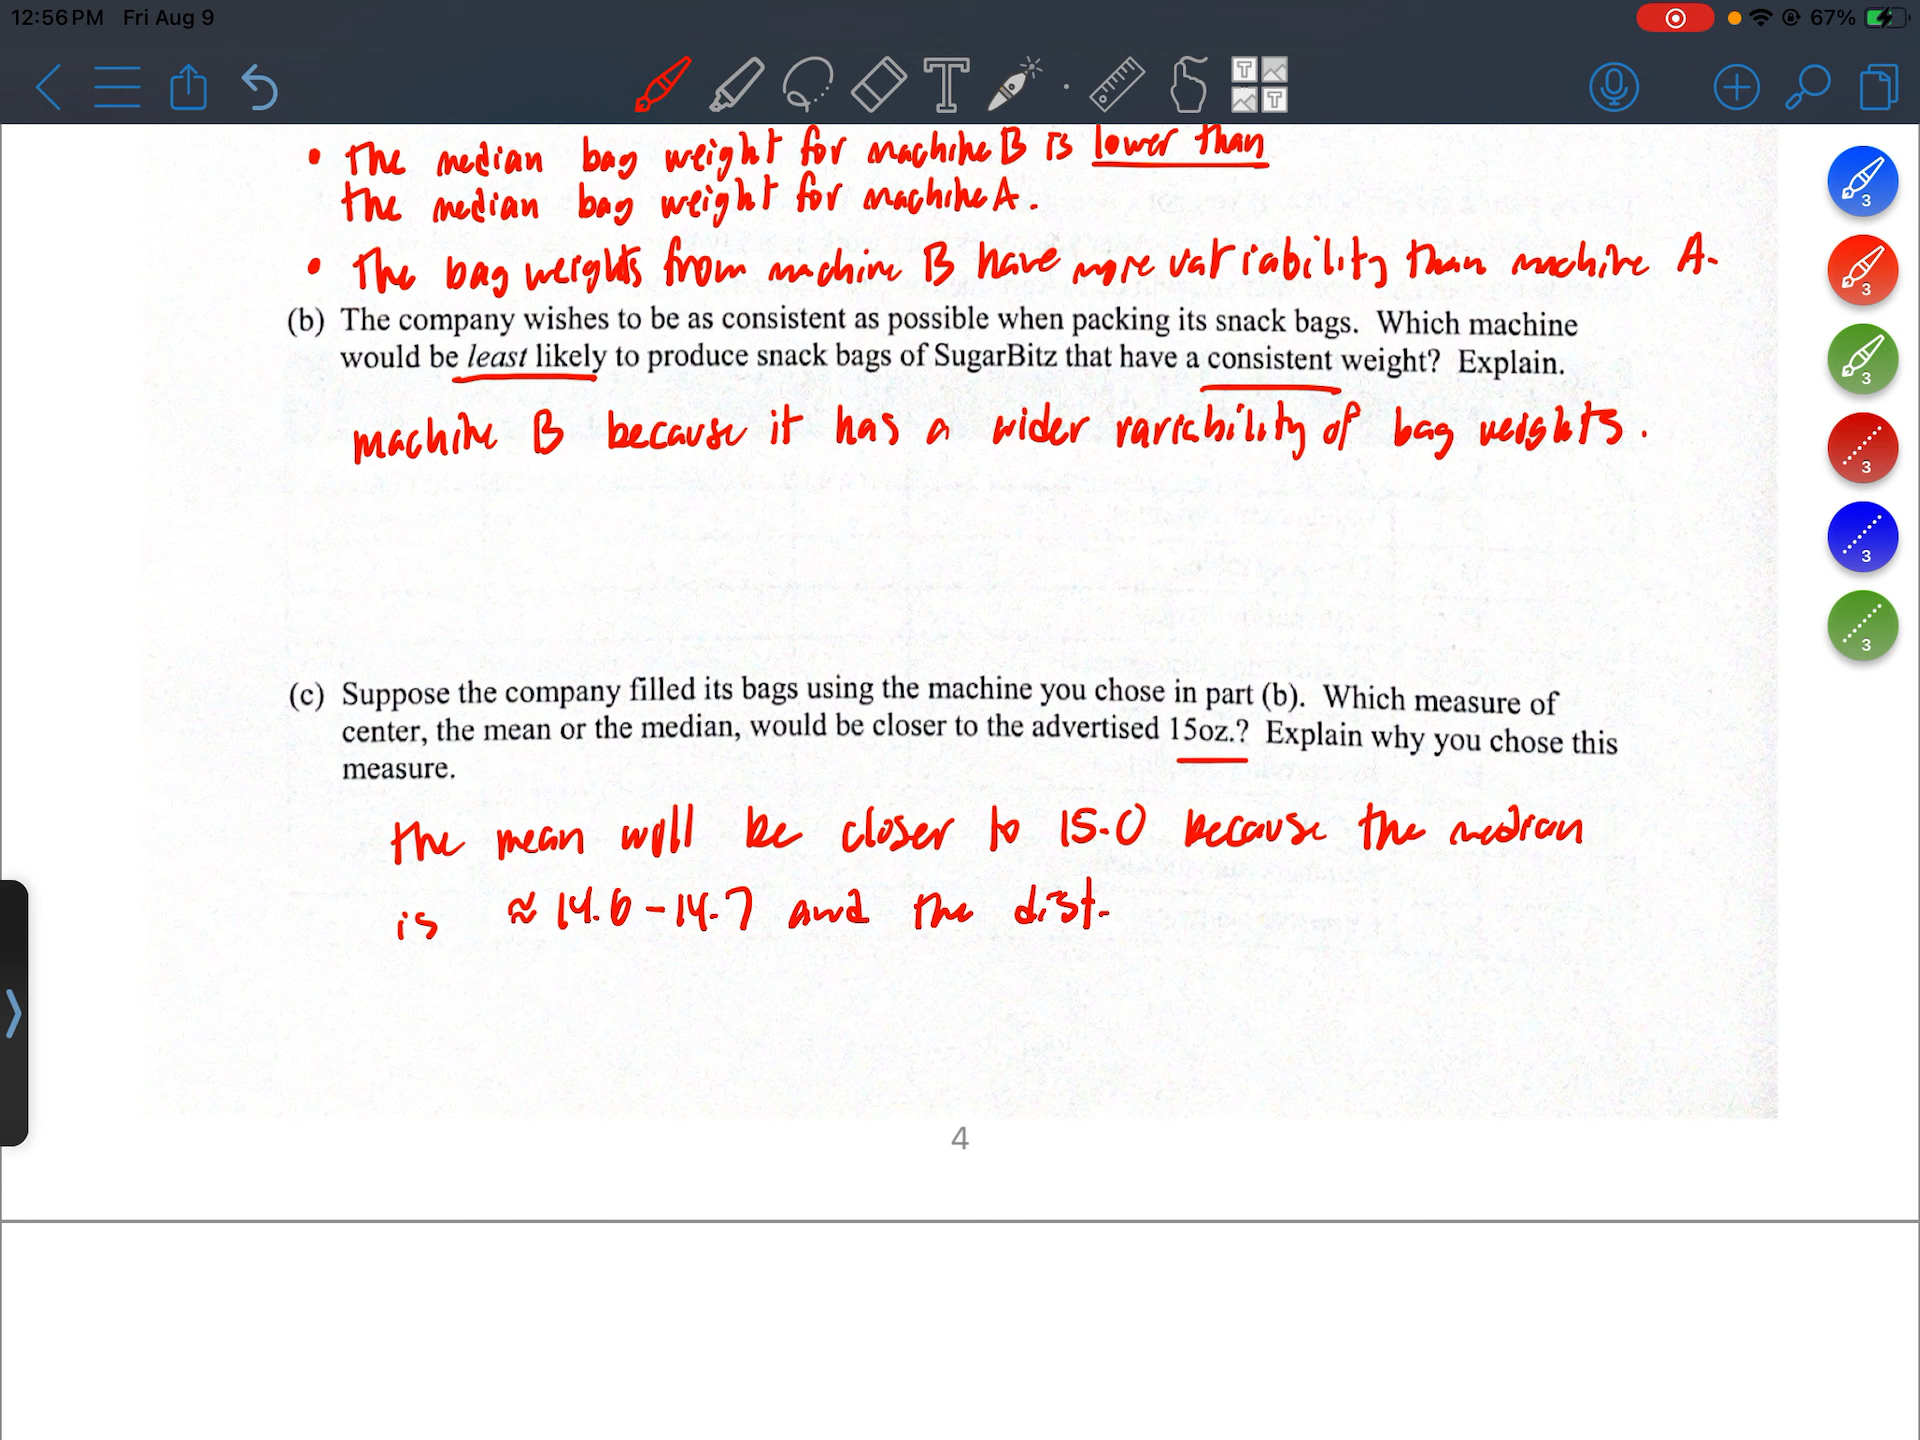 12:56 PM Fri Aug 9
67%
• The median bag weight for machine B is lower than
the median bag weight for machine A.
• The bag weights from machine B have more variability than machine A.
(b) The company wishes to be as consistent as possible when packing its snack bags. Which machine
would be least likely to produce snack bags of SugarBitz that have a consistent weight? Explain.
machine B because it has a wider variability of bag weights.
(c) Suppose the company filled its bags using the machine you chose in part (b). Which measure of
center, the mean or the median, would be closer to the advertised 15oz.? Explain why you chose this
measure.
the mean will be closer to 15.0 because the median
is ≈ 14.6 - 14.7 and the dist.
4
T
T
T
3
3
3
3
3
3